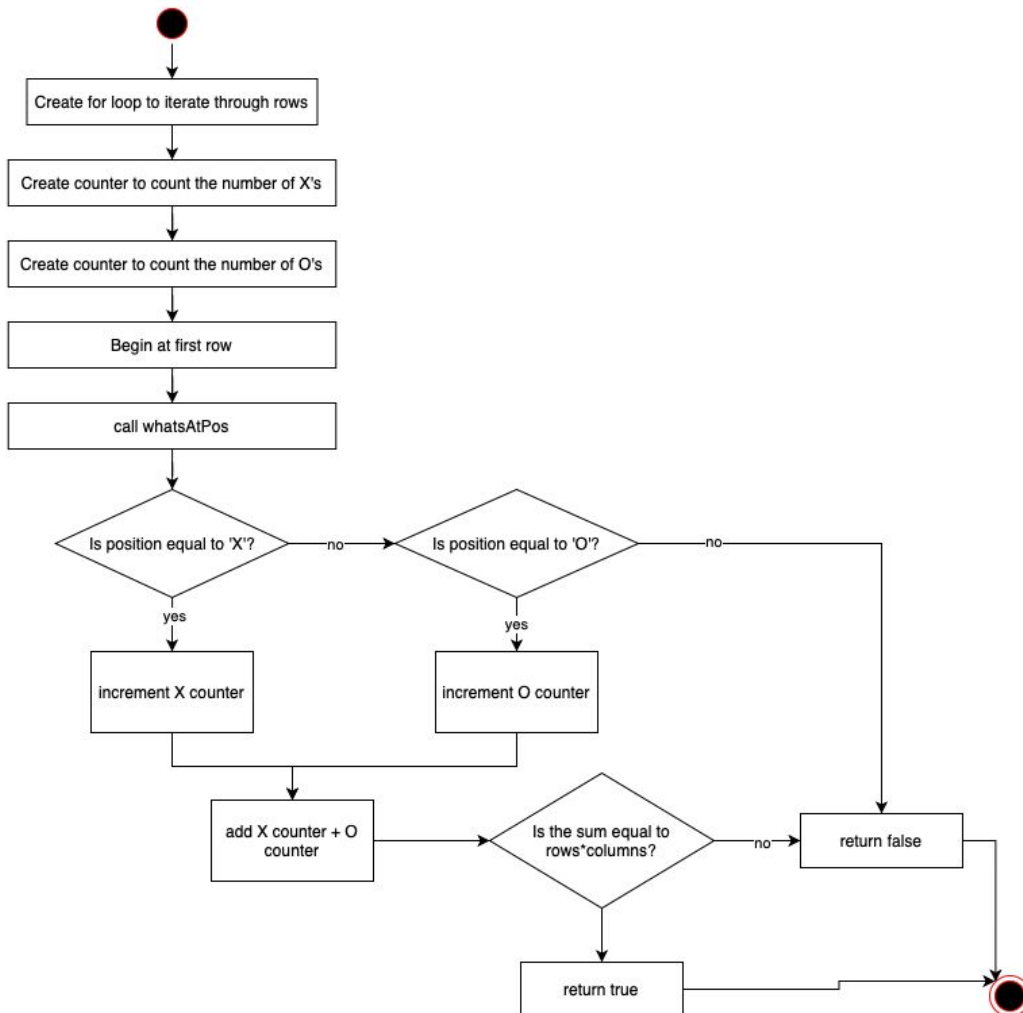 Create for loop to iterate through rows
Create counter to count the number of X's
Create counter to count the number of O's
Begin at first row
call whatsAtPos
Is position equal to 'X'?
no
Is position equal to 'O'?
no
yes
yes
increment X counter
increment O counter
add X counter + O
counter
Is the sum equal to
rows*columns?
no
return false
return true